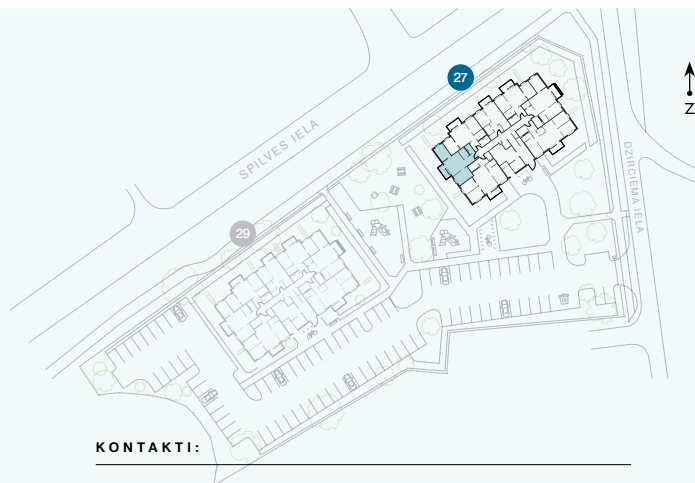 27
Z
SPILVES IELA
DZIRCIEMA IELA
29
KONTAKTI: